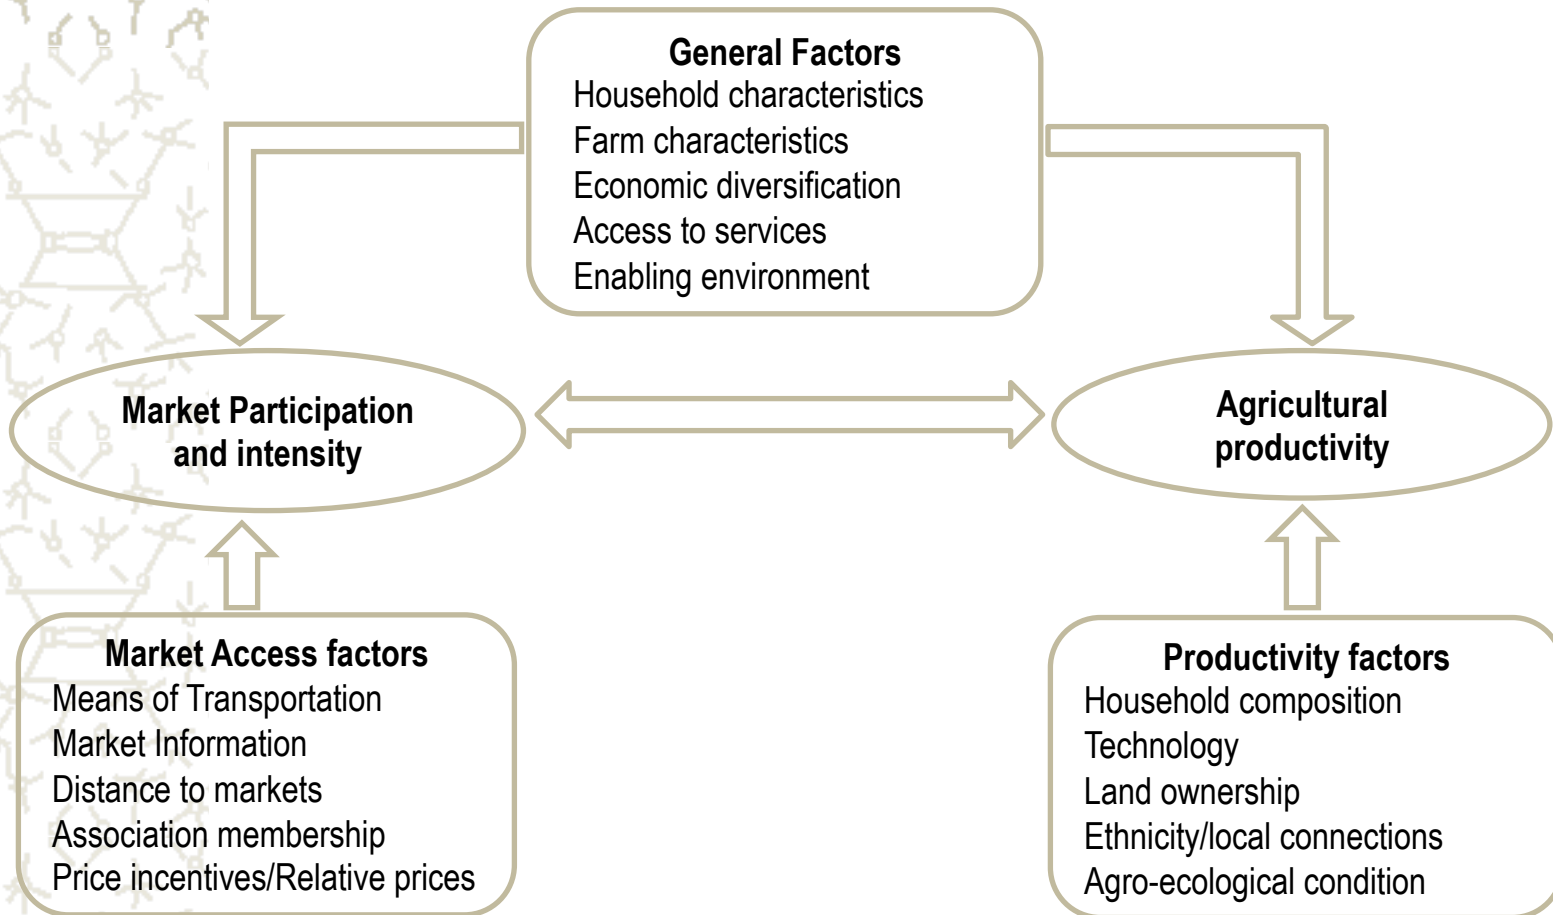 General Factors
Household characteristics
Farm characteristics
Economic diversification
Access to services
Enabling environment
Market Participation
and intensity
Agricultural
productivity
Market Access factors
Means of Transportation
Market Information
Distance to markets
Association membership
Price incentives/Relative prices
Productivity factors
Household composition
Technology
Land ownership
Ethnicity/local connections
Agro-ecological condition